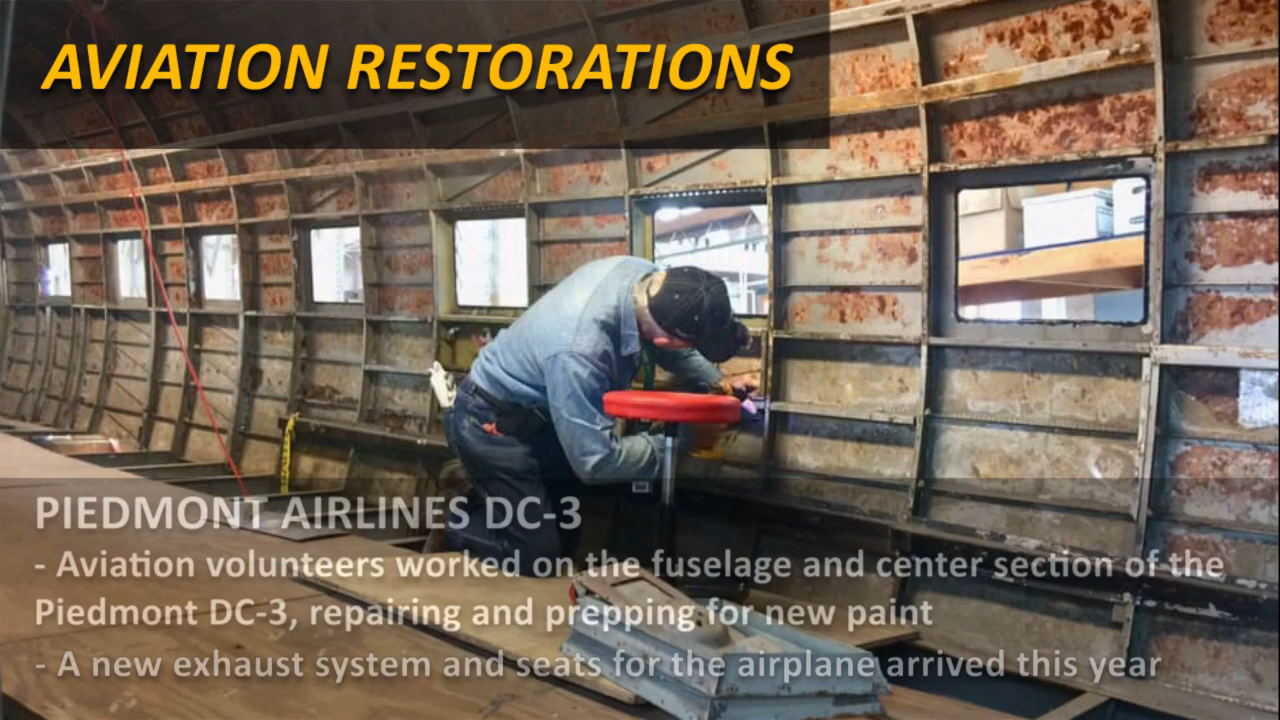 AVIATION RESTORATIONS
PIEDMONT AIRLINES DC-3
- Aviation volunteers worked on the fuselage and center section of the
Piedmont DC-3, repairing and prepping for new paint
- A new exhaust system and seats for the airplane arrived this year